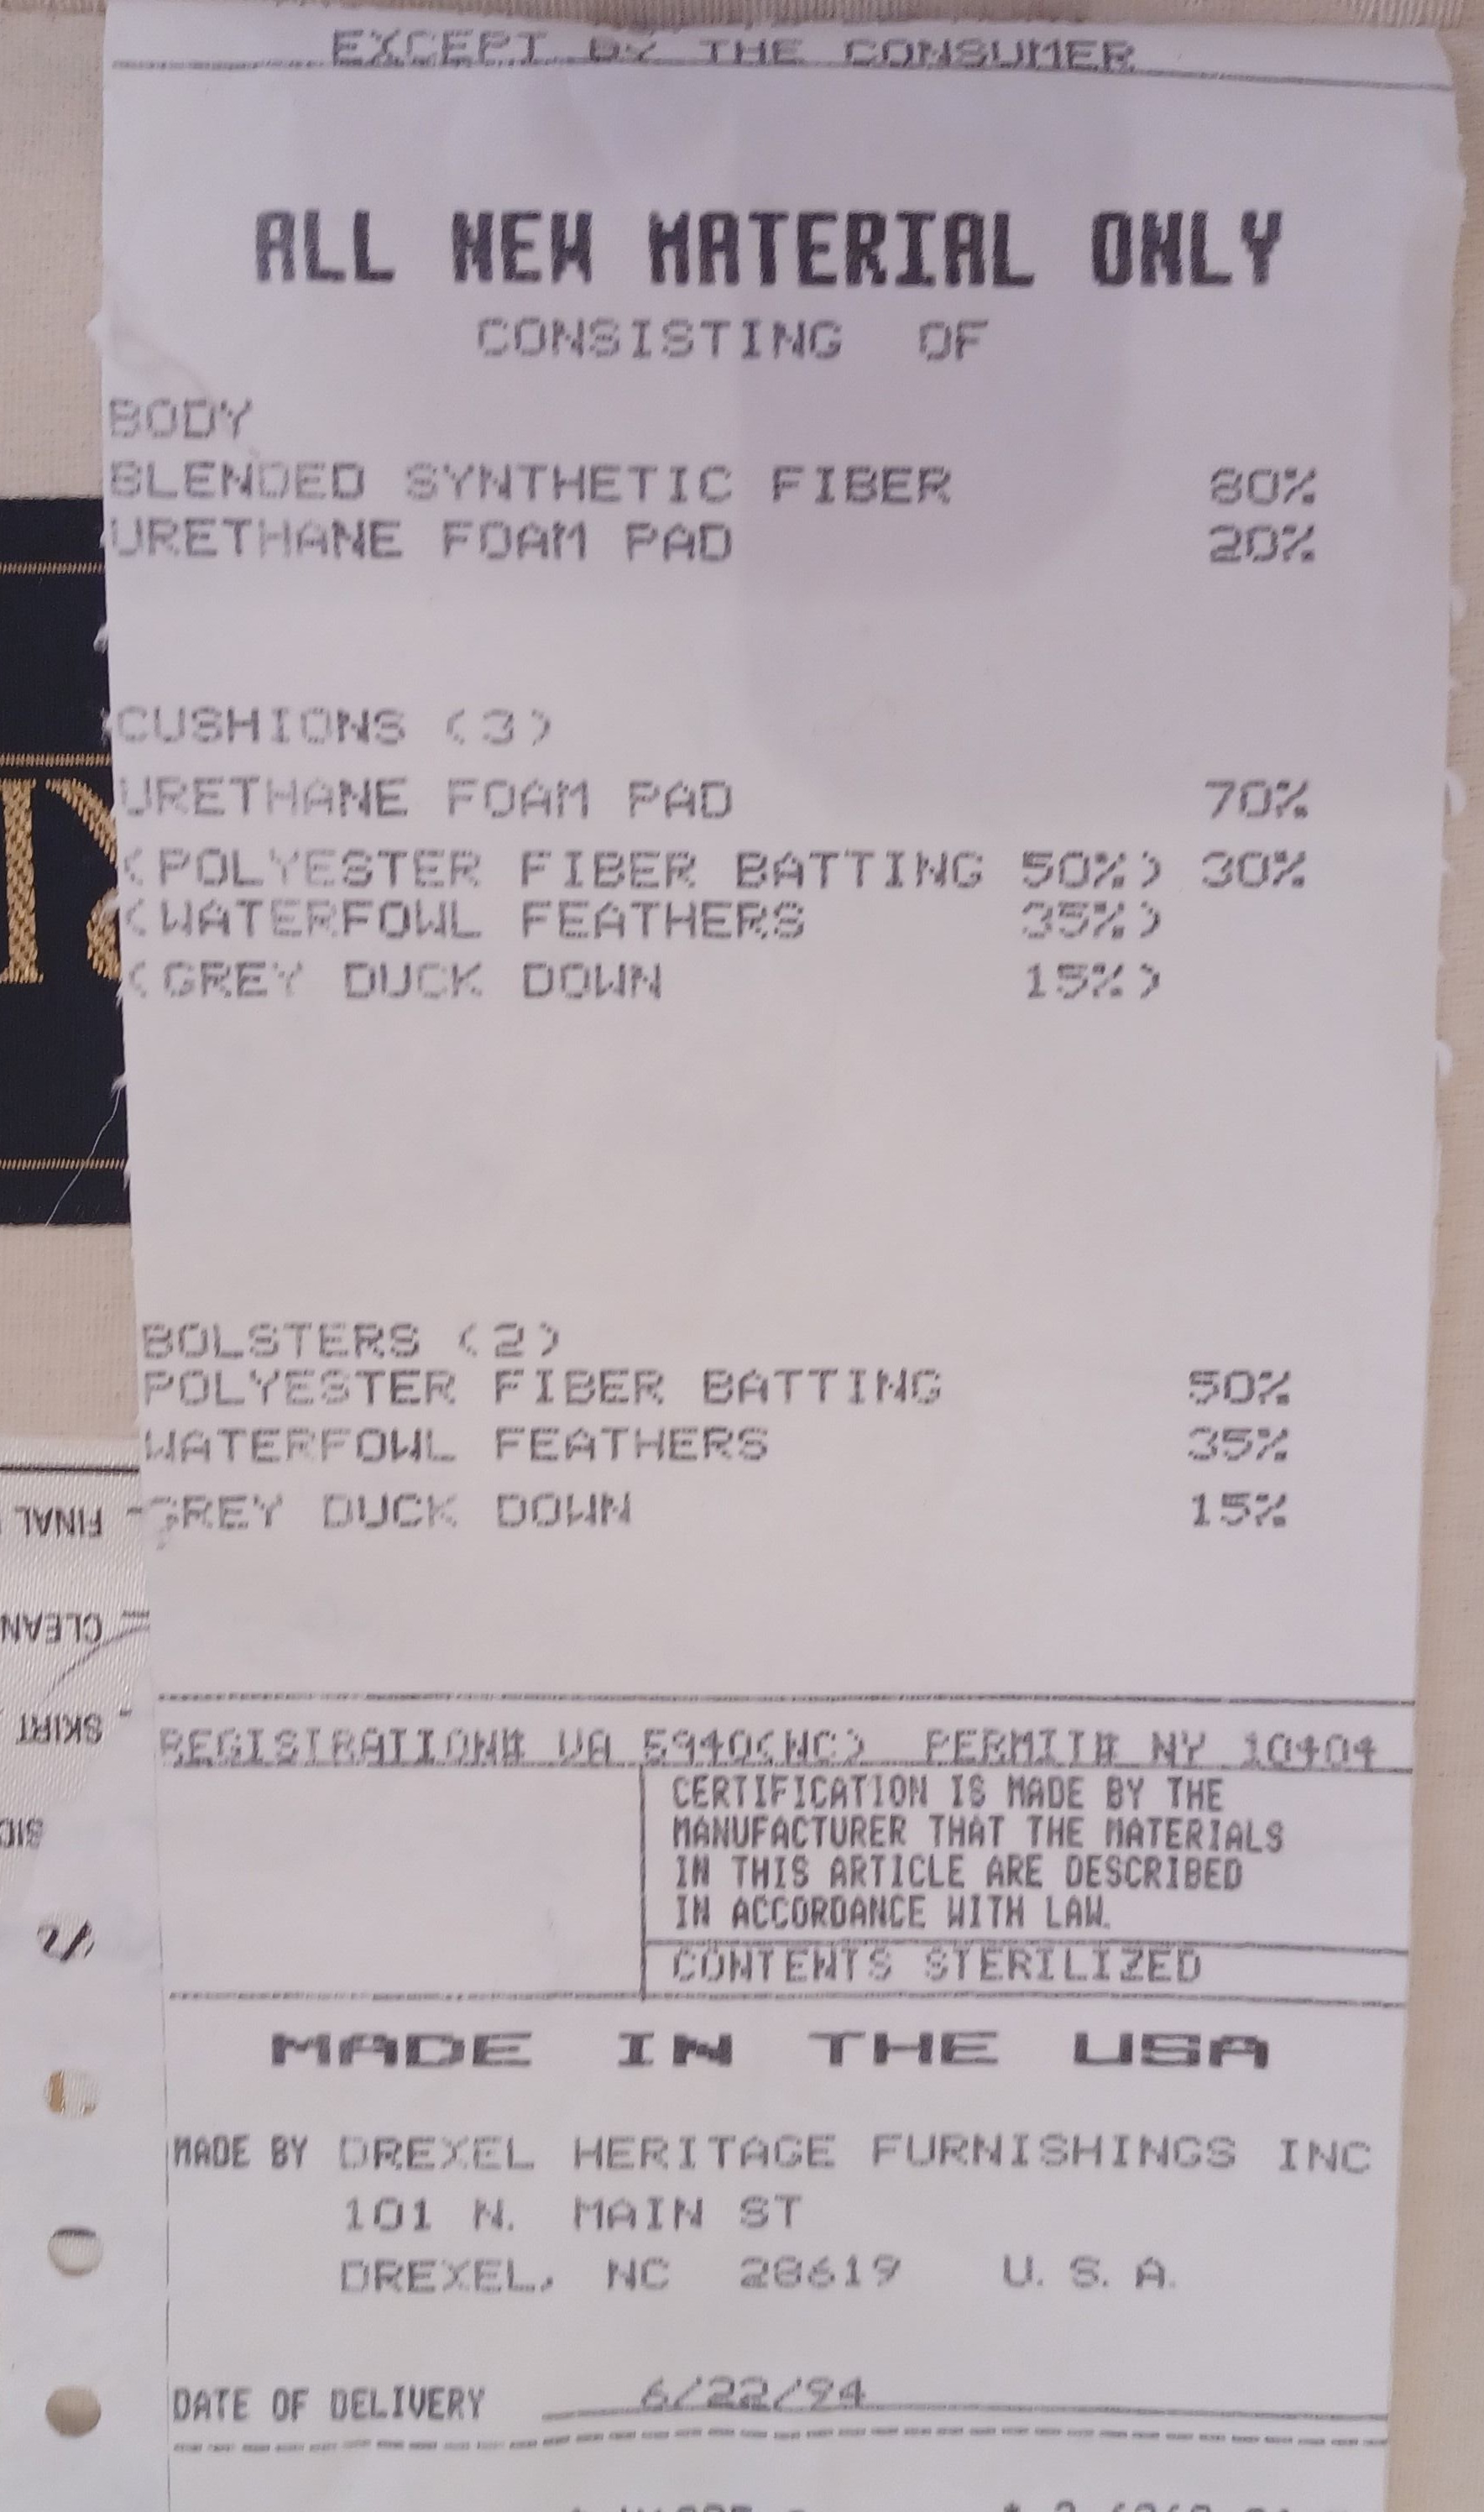 EXCEPT BY THE CONSUMER
ALL NEW MATERIAL ONLY
CONSISTING OF
BODY
BLENDED SYNTHETIC FIBER 80%
URETHANE FOAM PAD 20%
CUSHIONS (3)
URETHANE FOAM PAD 70%
(POLYESTER FIBER BATTING 50%) 30%
(WATERFOWL FEATHERS 35%)
(GREY DUCK DOWN 15%)
BOLSTERS (2)
POLYESTER FIBER BATTING 50%
WATERFOWL FEATHERS 35%
GREY DUCK DOWN 15%
REGISTRATION# VA 5940(NC) PERMIT# NY 10404
CERTIFICATION IS MADE BY THE
MANUFACTURER THAT THE MATERIALS
IN THIS ARTICLE ARE DESCRIBED
IN ACCORDANCE WITH LAW.
CONTENTS STERILIZED
MADE IN THE USA
MADE BY DREXEL HERITAGE FURNISHINGS INC
101 N. MAIN ST
DREXEL, NC 28619 U.S.A.
DATE OF DELIVERY 6/22/94
FINAL
CLEAN
SKIRT